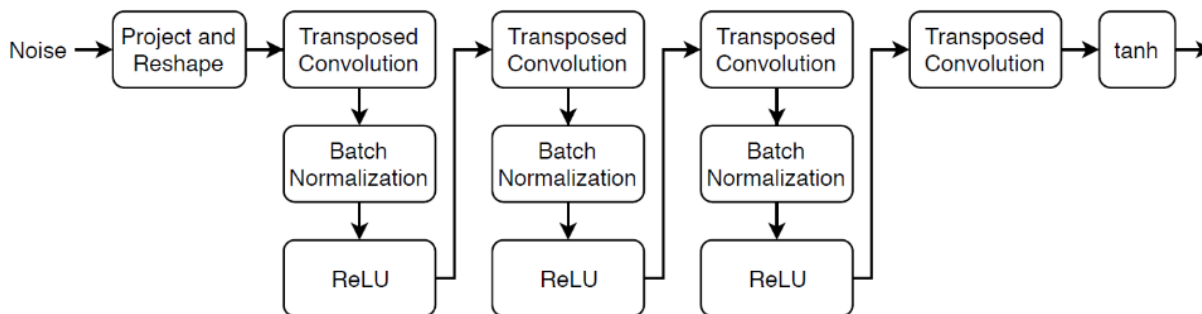 Noise
Project and
Reshape
Transposed
Convolution
Batch
Normalization
ReLU
Transposed
Convolution
Batch
Normalization
ReLU
Transposed
Convolution
Batch
Normalization
ReLU
Transposed
Convolution
tanh